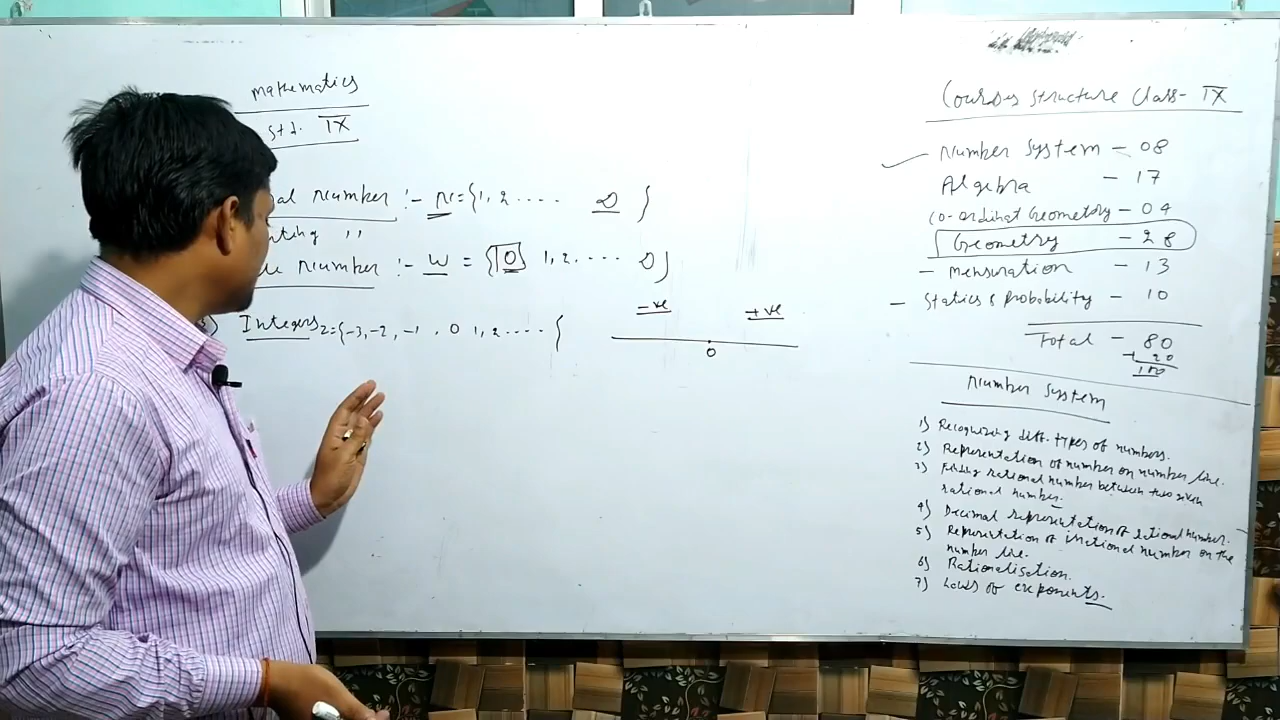 mathematics
std. IX
al Number :- N={1,2.....  ∞ }
nting ,,
le Number :- W = {0, 1,2,.... ∞}
3) Integers z={-3,-2, -1, 0 1,2......}
-ve +ve
0
Courses Structure Class- IX
Number System - 08
Algebra - 17
Co-ordinat Geometry - 04
Geometry - 28
- Mensuration - 13
- Statics & Probability - 10
Total - 80
+ 20
100
Number System
1) Recognizing diff. types of numbers.
2) Representation of number on number line.
3) Finding rational number between two given
rational number.
4) Decimal representation of rational number.
5) Representation of irational number on the
number line.
6) Rationalisation.
7) Laws of exponents.